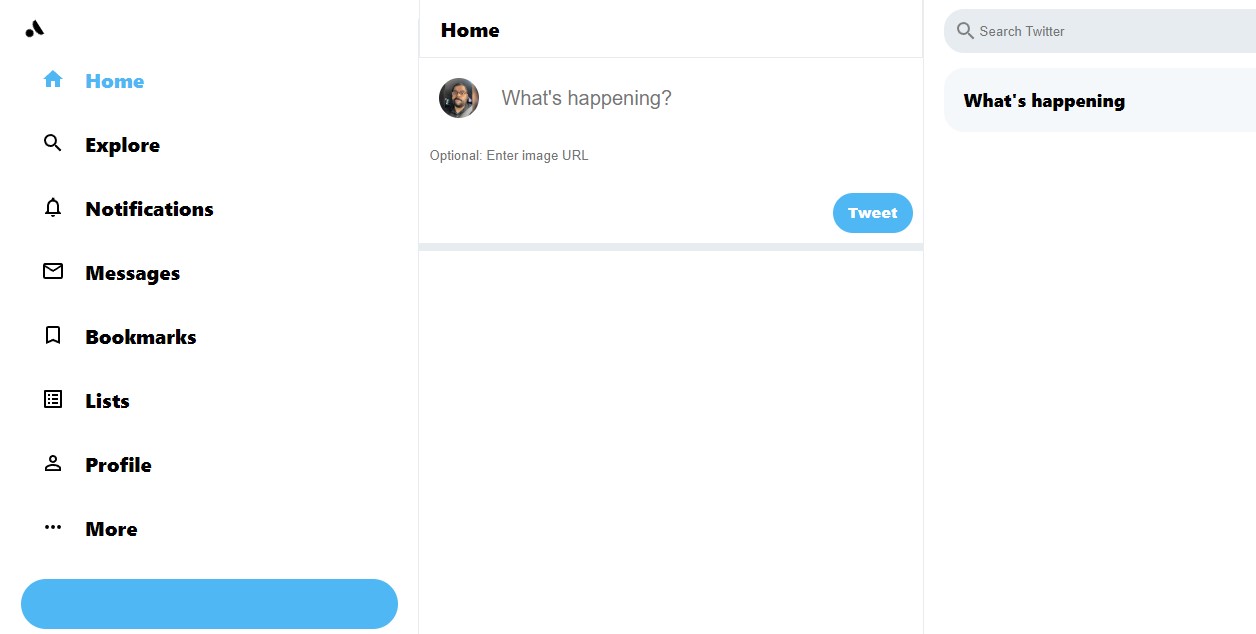 Home
Explore
Notifications
Messages
Bookmarks
Lists
Profile
More
Home
What's happening?
Optional: Enter image URL
Tweet
Search Twitter
What's happening